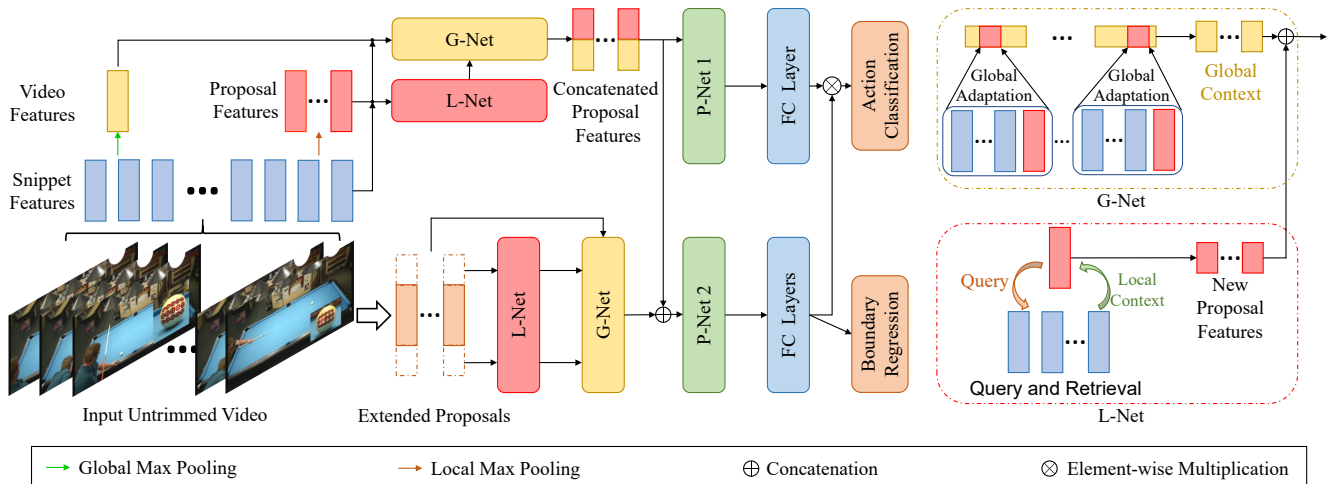 Video
Features
Snippet
Features
Proposal
Features
G-Net
L-Net
Concatenated
Proposal
Features
P-Net 1
FC Layer
Action
Classification
Input Untrimmed Video
Extended Proposals
L-Net
G-Net
P-Net 2
FC Layers
Boundary
Regression
Global
Adaptation
Global
Adaptation
Global
Context
G-Net
Query
Local
Context
New
Proposal
Features
Query and Retrieval
L-Net
Global Max Pooling
Local Max Pooling
Concatenation
Element-wise Multiplication